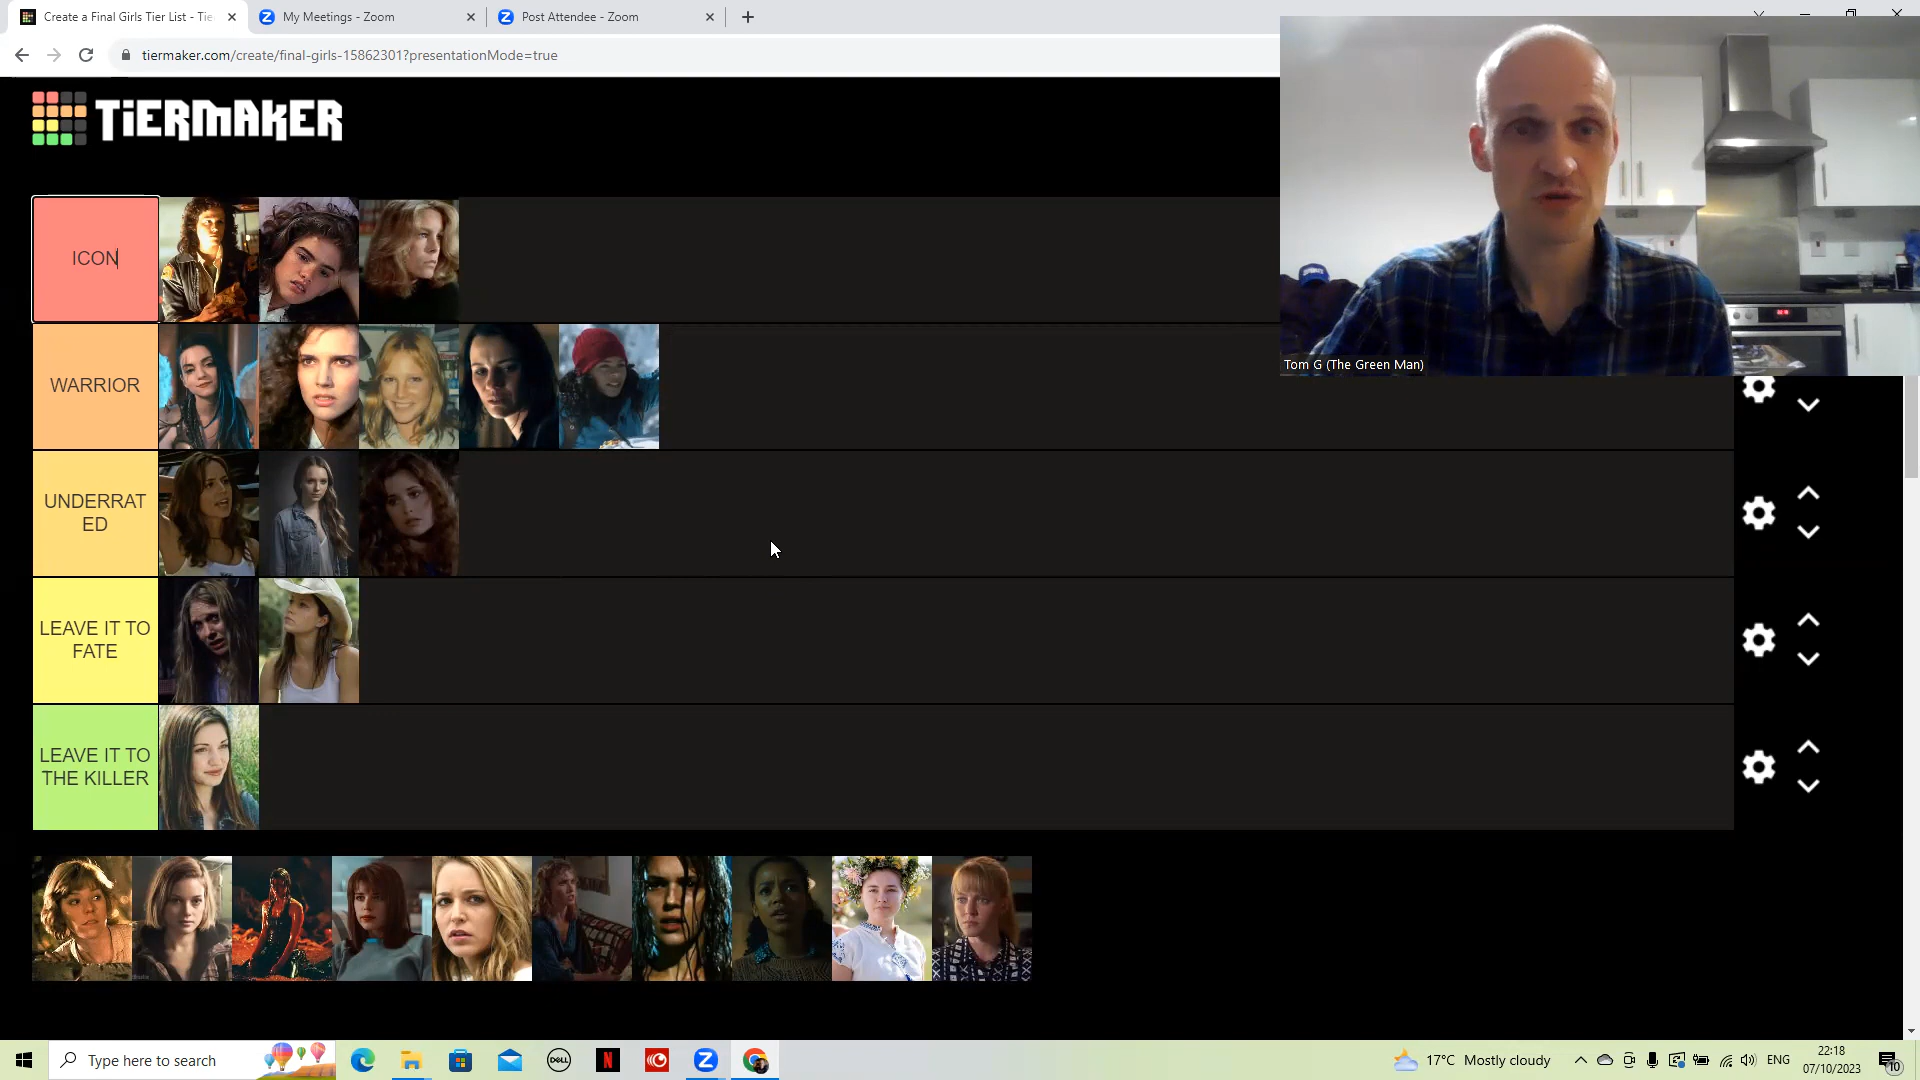 Create a Final Girls Tier List - Tie
My Meetings - Zoom
Post Attendee - Zoom
tiermaker.com/create/final-girls-15862301?presentationMode=true
TiERMAKER
Tom G (The Green Man)
ICON
WARRIOR
UNDERRAT
ED
LEAVE IT TO
FATE
LEAVE IT TO
THE KILLER
Type here to search
DELL
N
17°C Mostly cloudy
ENG
22:18
07/10/2023
10